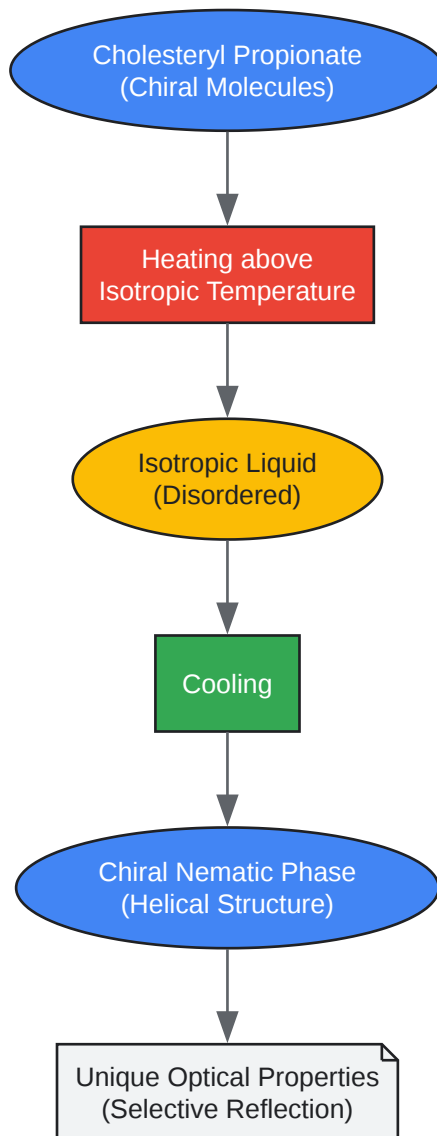 Cholesteryl Propionate
(Chiral Molecules)
Heating above
Isotropic Temperature
Isotropic Liquid
(Disordered)
Cooling
Chiral Nematic Phase
(Helical Structure)
Unique Optical Properties
(Selective Reflection)